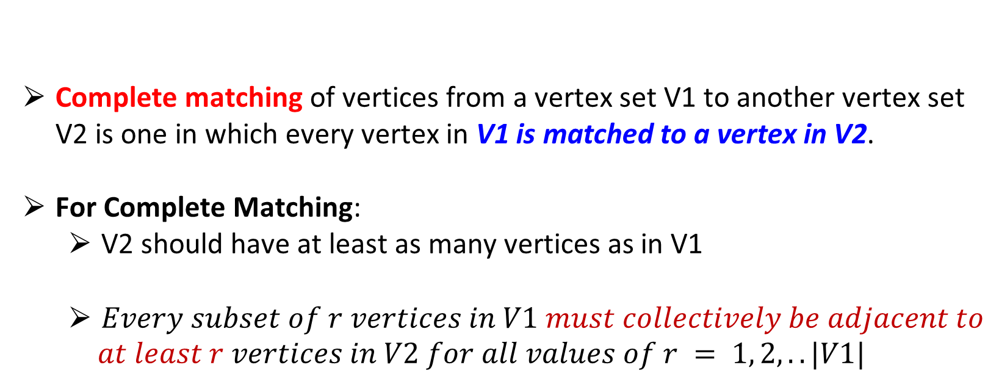 ➢ Complete matching of vertices from a vertex set V1 to another vertex set
V2 is one in which every vertex in V1 is matched to a vertex in V2.
➢ For Complete Matching:
➢ V2 should have at least as many vertices as in V1
➢ Every subset of r vertices in V1 must collectively be adjacent to
at least r vertices in V2 for all values of r = 1,2,..|V1|